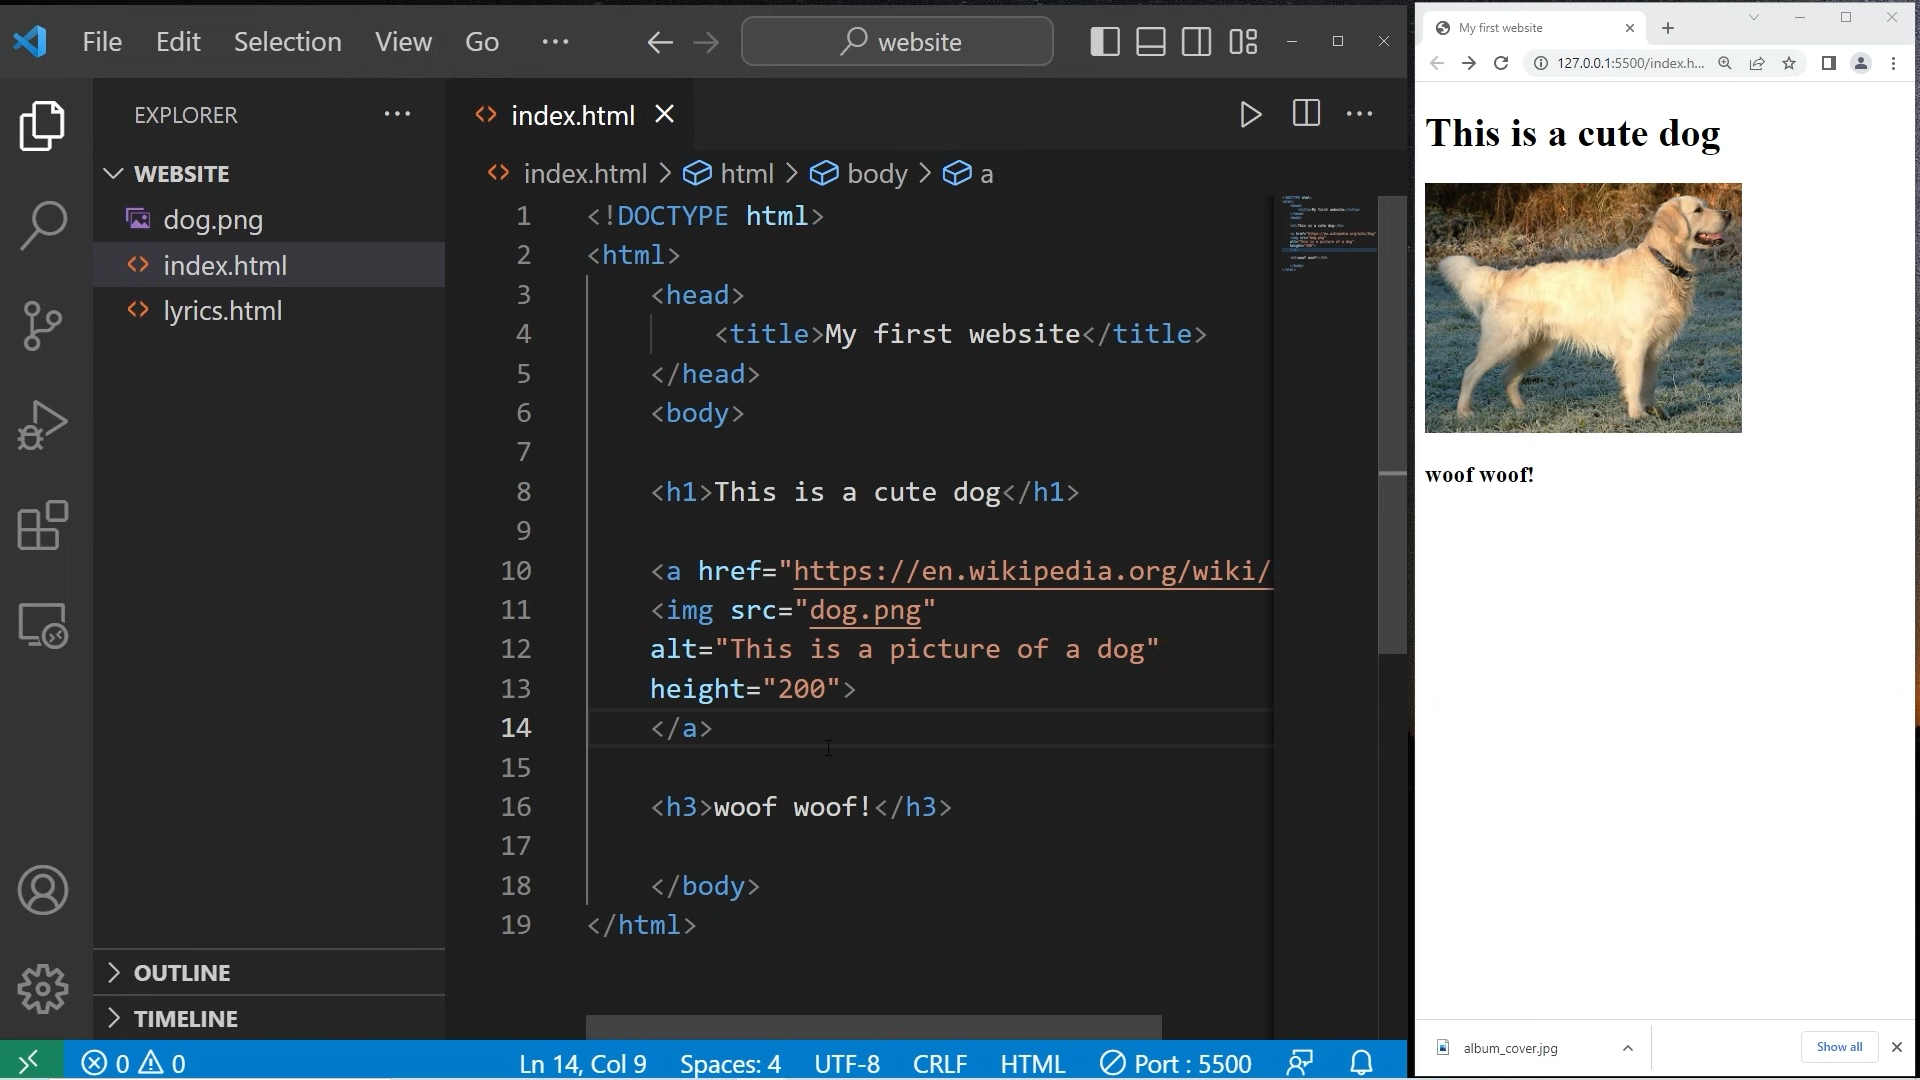 File Edit Selection View Go ··· website
EXPLORER ···
WEBSITE
dog.png
index.html
lyrics.html
OUTLINE
TIMELINE
index.html
index.html > html > body > a
1 <!DOCTYPE html>
2 <html>
3 <head>
4 <title>My first website</title>
5 </head>
6 <body>
7
8 <h1>This is a cute dog</h1>
9
10 <a href="https://en.wikipedia.org/wiki/
11 <img src="dog.png"
12 alt="This is a picture of a dog"
13 height="200">
14 </a>
15
16 <h3>woof woof!</h3>
17
18 </body>
19 </html>
0 0 Ln 14, Col 9 Spaces: 4 UTF-8 CRLF HTML Port : 5500
My first website
127.0.0.1:5500/index.h...
This is a cute dog
woof woof!
album_cover.jpg Show all